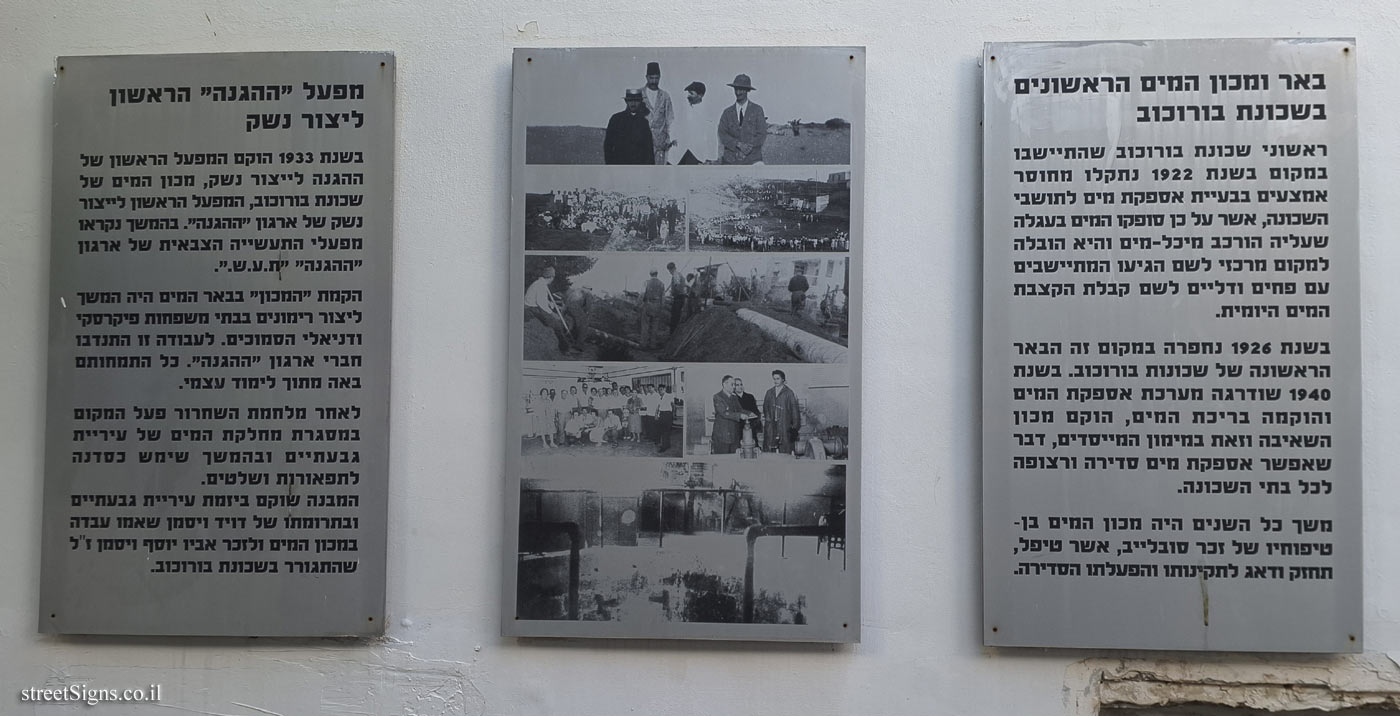 באר ומכון המים הראשונים
בשכונת בורוכוב
ראשוני שכונת בורוכוב שהתיישבו
במקום בשנת 1922 נתקלו מחוסר
אמצעים בבעיית אספקת מים לתושבי
השכונה, אשר על כן סופקו המים בעגלה
שעליה הורכב מיכל-מים והיא הובלה
למקום מרכזי לשם הגיעו המתיישבים
עם פחים ודליים לשם קבלת הקצבת
המים היומית.
בשנת 1926 נחפרה במקום זה הבאר
הראשונה של שכונות בורוכוב. בשנת
1940 שודרגה מערכת אספקת המים
והוקמה בריכת המים, הוקם מכון
השאיבה וזאת במימון המייסדים, דבר
שאפשר אספקת מים סדירה ורצופה
לכל בתי השכונה.
משך כל השנים היה מכון המים בן-
טיפוחיו של זכר סובלייב, אשר טיפל,
תחזק ודאג לתקינותו והפעלתו הסדירה.
מפעל "ההגנה" הראשון
ליצור נשק
בשנת 1933 הוקם המפעל הראשון של
ההגנה לייצור נשק, מכון המים של
שכונת בורוכוב, המפעל הראשון לייצור
נשק של ארגון "ההגנה". בהמשך נקראו
מפעלי התעשייה הצבאית של ארגון
"ההגנה" "ת.ע.ש.".
הקמת "המכון" בבאר המים היה המשך
ליצור רימונים בבתי משפחות פיקרסקי
ודניאלי הסמוכים. לעבודה זו התנדבו
חברי ארגון "ההגנה". כל התמחותם
באה מתוך לימוד עצמי.
לאחר מלחמת השחרור פעל המקום
במסגרת מחלקת המים של עיריית
גבעתיים ובהמשך שימש כסדנה
לתפאורות ושלטים.
המבנה שוקם ביזמת עיריית גבעתיים
ובתרומתו של דויד ויסמן שאמו עבדה
במכון המים ולזכר אביו יוסף ויסמן ז"ל
שהתגורר בשכונת בורוכוב.
streetSigns.co.il